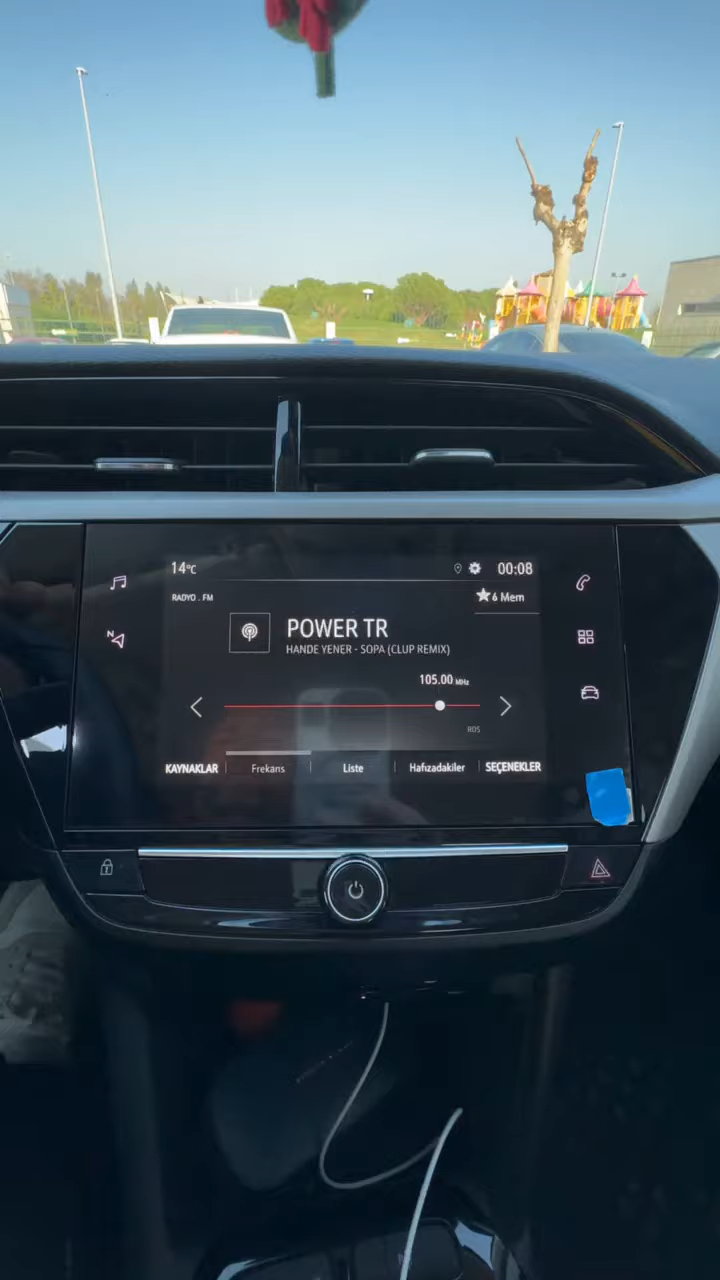 14°C
00:08
RADYO . FM
★6 Mem
POWER TR
HANDE YENER - SOPA (CLUP REMIX)
105.00 MHz
RDS
KAYNAKLAR
Frekans
Liste
Hafızadakiler
SEÇENEKLER
N